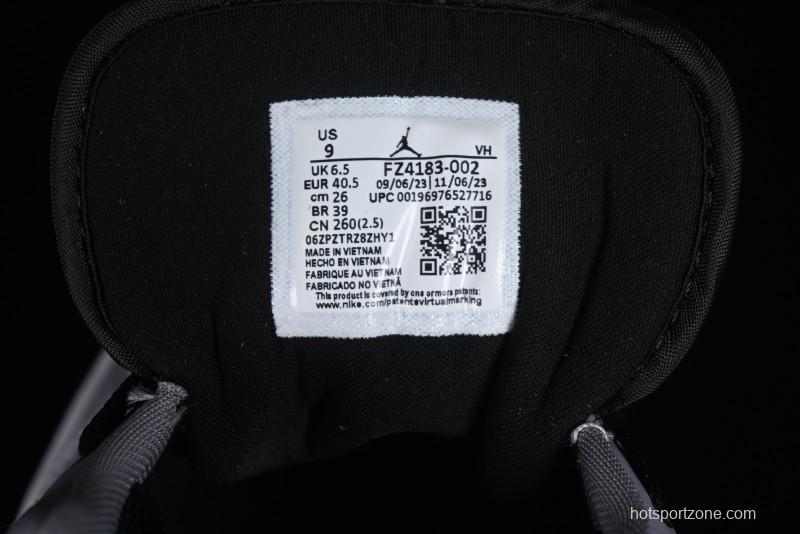 US
9 VH
UK 6.5 FZ4183-002
EUR 40.5 09/06/23 | 11/06/23
cm 26 UPC 00196976527716
BR 39
CN 260(2.5)
06ZPZTRZ8ZHY1
MADE IN VIETNAM
HECHO EN VIETNAM
FABRIQUE AU VIETNAM
FABRICADO NO VIETNÃ
This product is covered by one or more patents:
www.nike.com/patentsvirtualmarking
hotsportzone.com